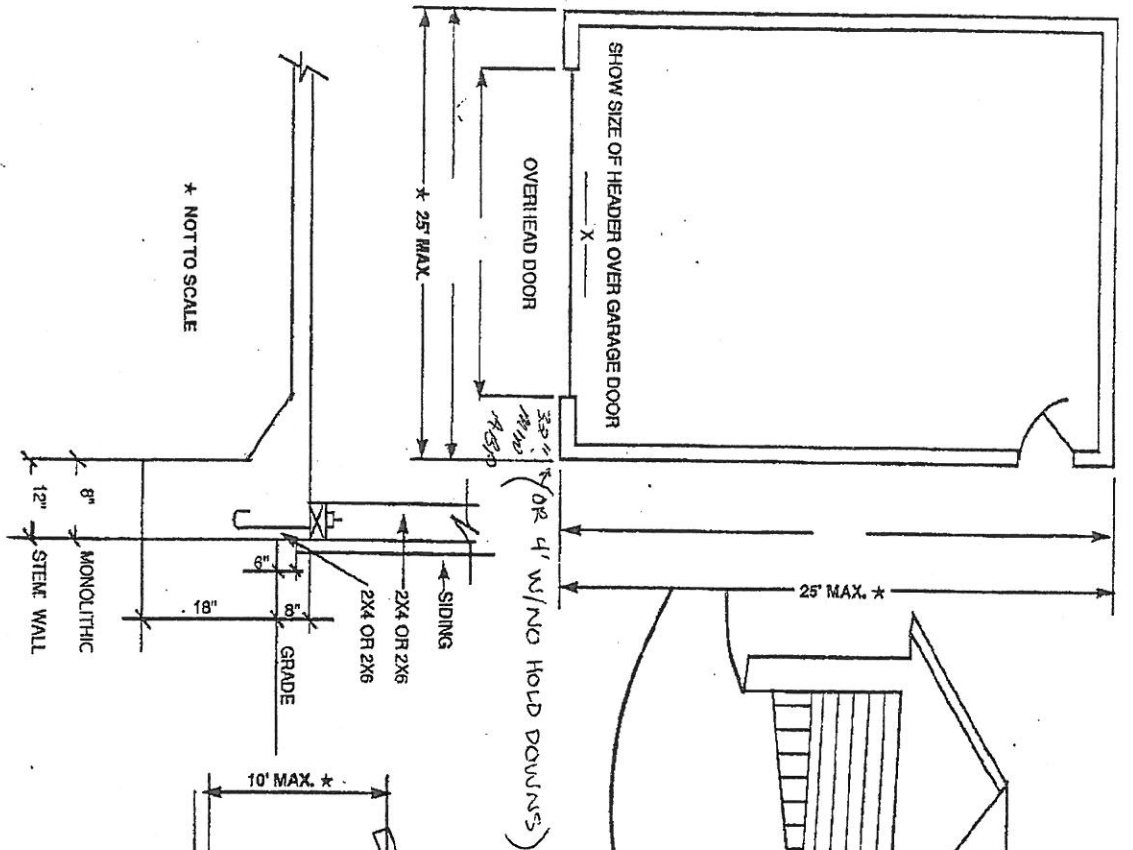 SHOW SIZE OF HEADER OVER GARAGE DOOR
X
OVERHEAD DOOR
* 25' MAX.
* NOT TO SCALE
(OR 4' W/NO HOLD DOWNS)
25' MAX. *
SIDING
2X4 OR 2X6
2X4 OR 2X6
6"
8"
18"
GRADE
8"
MONOLITHIC
12"
STEM WALL
10' MAX. *